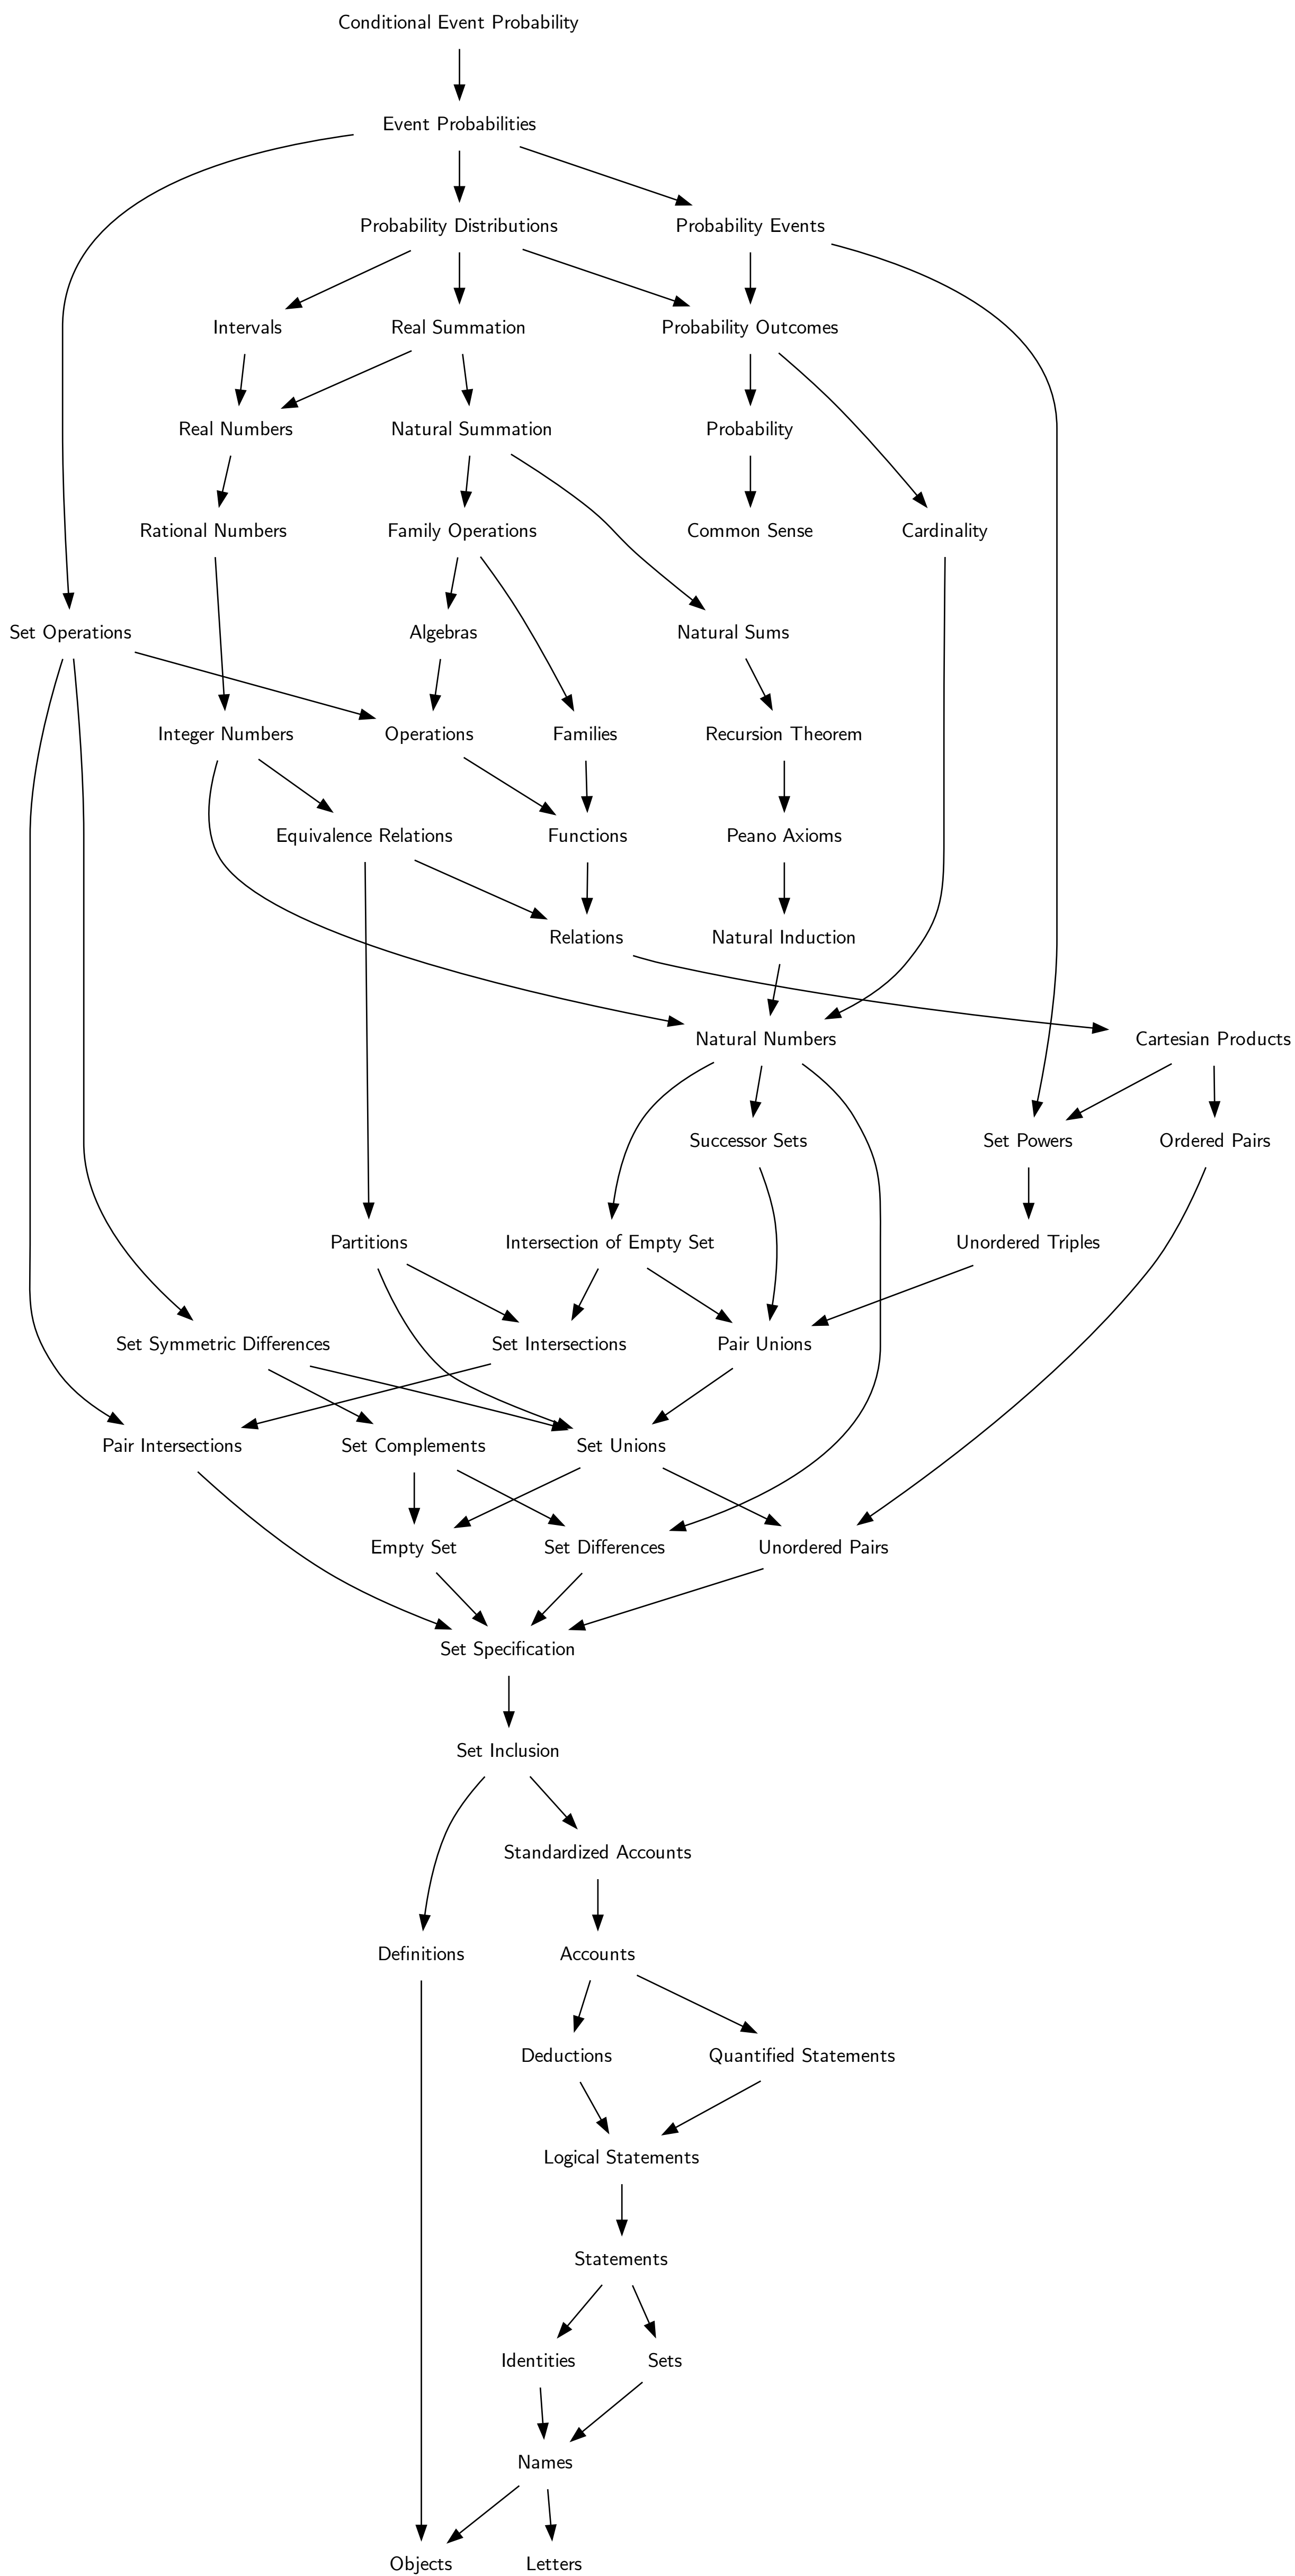 Conditional Event Probability
Event Probabilities
Probability Distributions
Probability Events
Intervals
Real Summation
Probability Outcomes
Real Numbers
Natural Summation
Probability
Rational Numbers
Family Operations
Common Sense
Cardinality
Set Operations
Algebras
Natural Sums
Integer Numbers
Operations
Families
Recursion Theorem
Equivalence Relations
Functions
Peano Axioms
Relations
Natural Induction
Natural Numbers
Cartesian Products
Successor Sets
Set Powers
Ordered Pairs
Partitions
Intersection of Empty Set
Unordered Triples
Set Symmetric Differences
Set Intersections
Pair Unions
Pair Intersections
Set Complements
Set Unions
Empty Set
Set Differences
Unordered Pairs
Set Specification
Set Inclusion
Standardized Accounts
Definitions
Accounts
Deductions
Quantified Statements
Logical Statements
Statements
Identities
Sets
Names
Objects
Letters